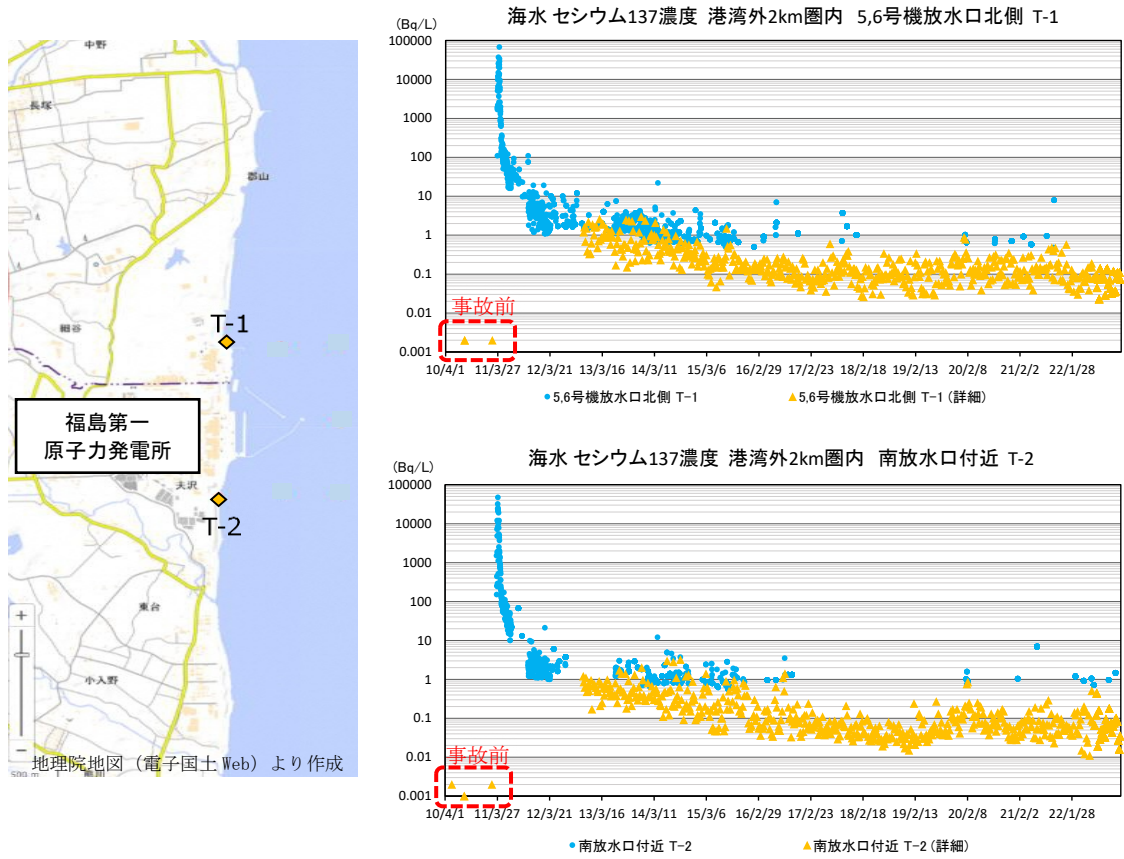 中野
長塚
郡山
T-1
細谷
福島第一
原子力発電所
夫沢
T-2
東台
小入野
熊川
500 m
地理院地図（電子国土Web）より作成
海水 セシウム137濃度 港湾外2km圏内 5,6号機放水口北側 T-1
(Bq/L)
100000
10000
1000
100
10
1
0.1
0.01
0.001
事故前
10/4/1 11/3/27 12/3/21 13/3/16 14/3/11 15/3/6 16/2/29 17/2/23 18/2/18 19/2/13 20/2/8 21/2/2 22/1/28
5,6号機放水口北側 T-1 5,6号機放水口北側 T-1 (詳細)
海水 セシウム137濃度 港湾外2km圏内 南放水口付近 T-2
(Bq/L)
100000
10000
1000
100
10
1
0.1
0.01
0.001
事故前
10/4/1 11/3/27 12/3/21 13/3/16 14/3/11 15/3/6 16/2/29 17/2/23 18/2/18 19/2/13 20/2/8 21/2/2 22/1/28
南放水口付近 T-2 南放水口付近 T-2 (詳細)